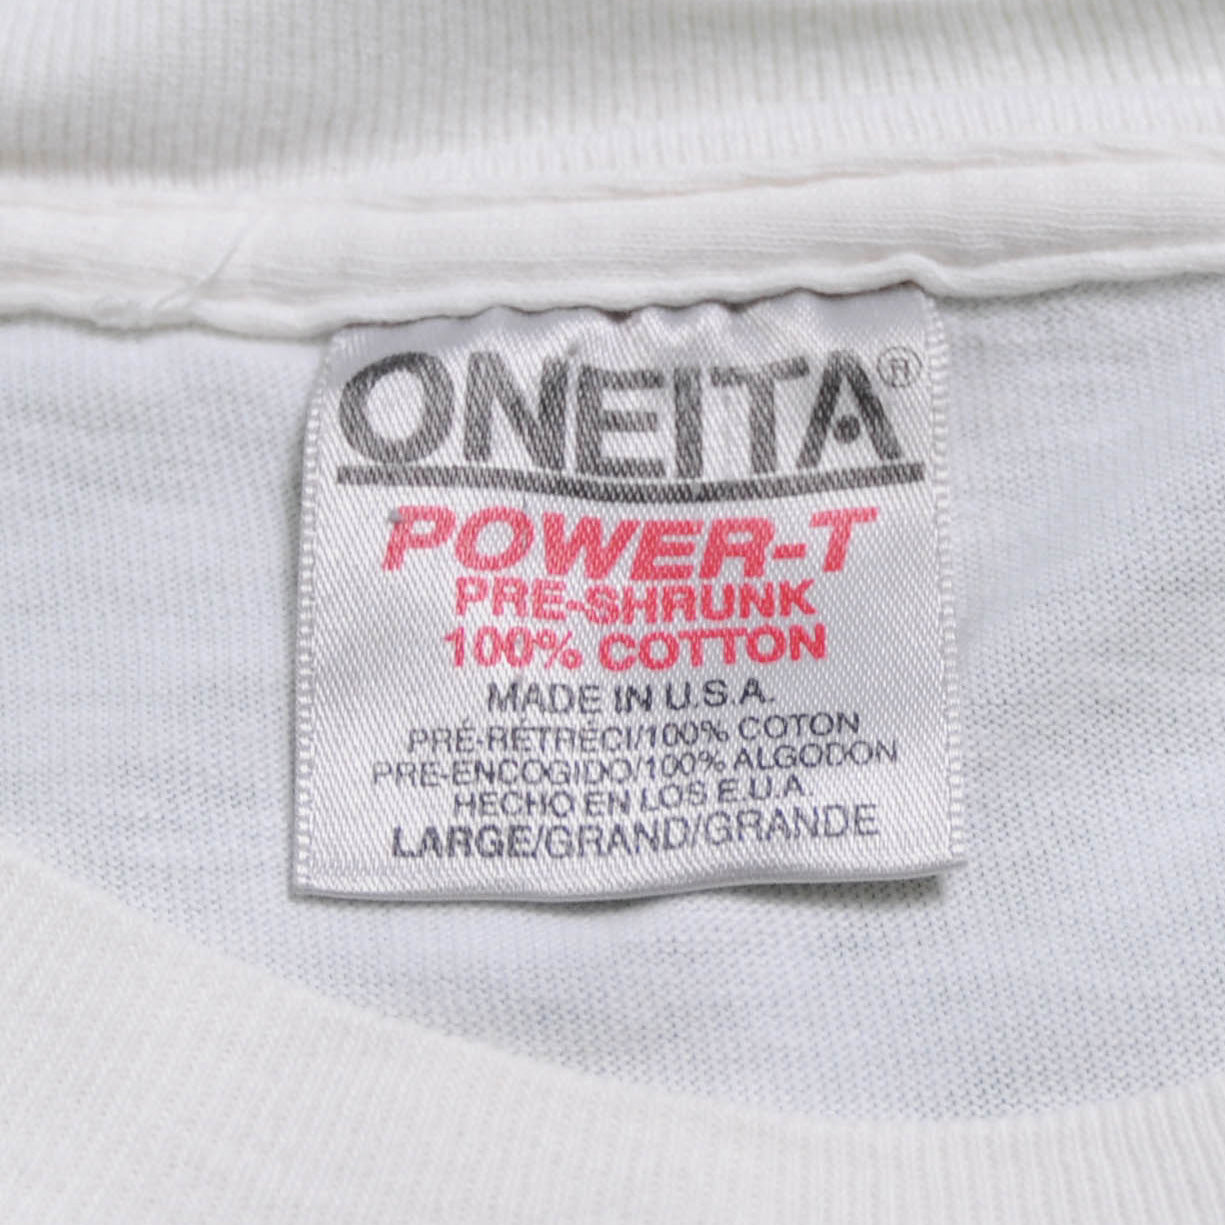 ONEITA®
POWER-T
PRE-SHRUNK
100% COTTON
MADE IN U.S.A.
PRÉ-RÉTRÉCI/100% COTON
PRE-ENCOGIDO/100% ALGODON
HECHO EN LOS E.U.A.
LARGE/GRAND/GRANDE